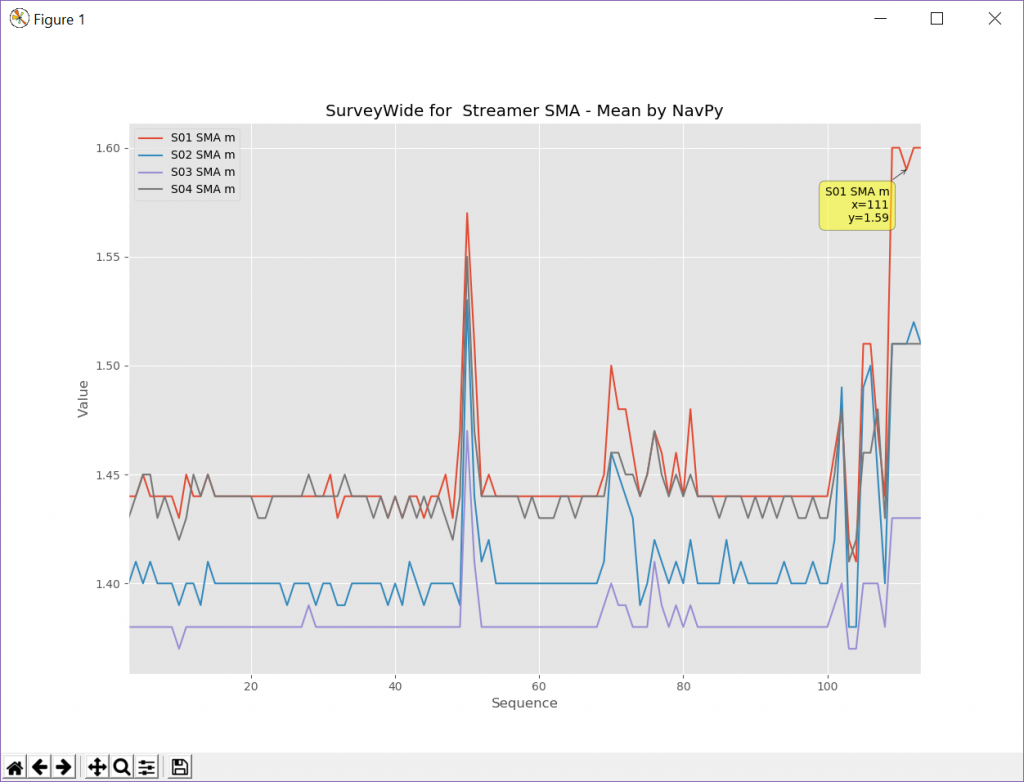 Figure 1
SurveyWide for  Streamer SMA - Mean by NavPy
S01 SMA m
S02 SMA m
S03 SMA m
S04 SMA m
1.60
1.55
1.50
1.45
1.40
Value
S01 SMA m
x=111
y=1.59
20
40
60
80
100
Sequence